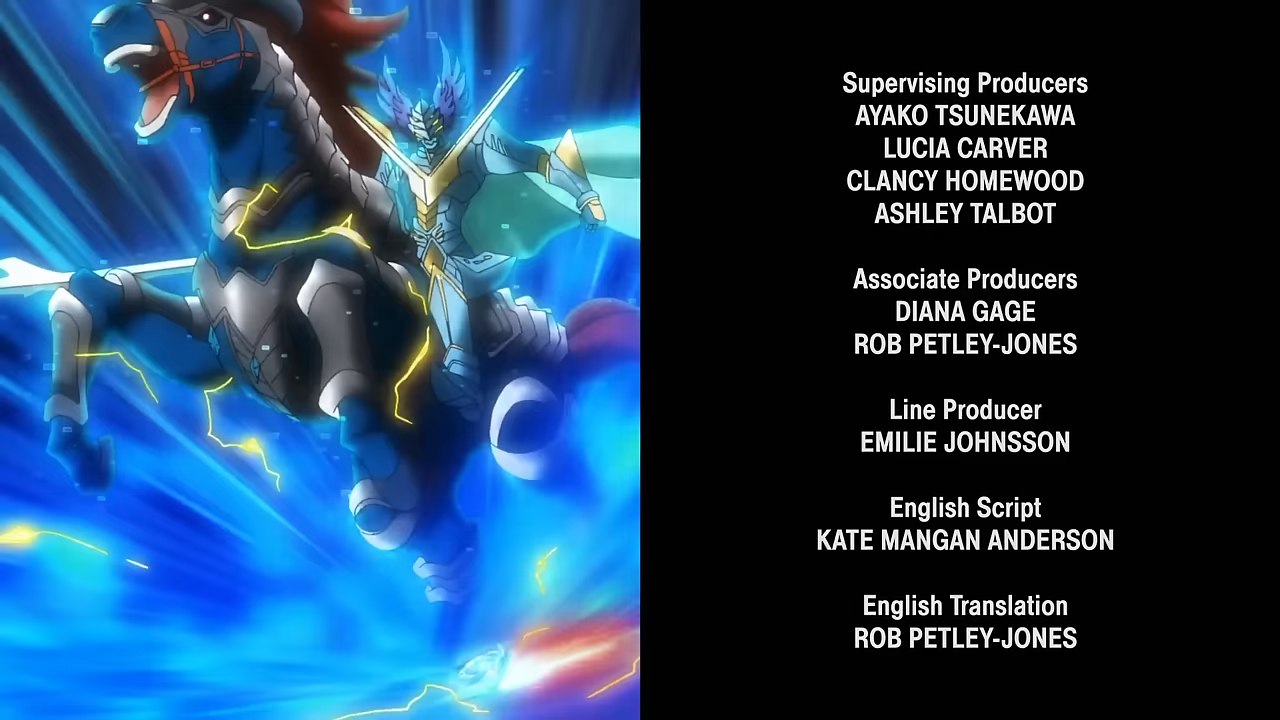 Supervising Producers
AYAKO TSUNEKAWA
LUCIA CARVER
CLANCY HOMEWOOD
ASHLEY TALBOT
Associate Producers
DIANA GAGE
ROB PETLEY-JONES
Line Producer
EMILIE JOHNSSON
English Script
KATE MANGAN ANDERSON
English Translation
ROB PETLEY-JONES